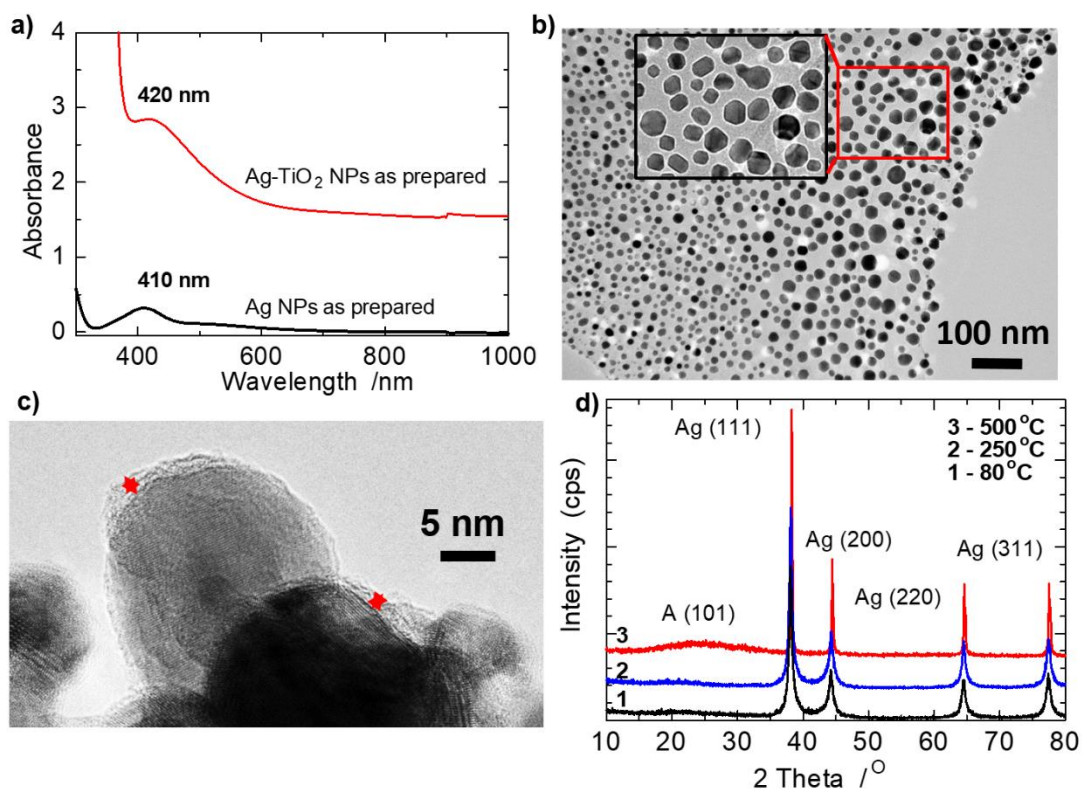 a)
4
3
2
1
0
Absorbance
420 nm
Ag-TiO₂ NPs as prepared
410 nm
Ag NPs as prepared
400 600 800 1000
Wavelength /nm
b)
100 nm
c)
5 nm
d)
Ag (111)
3 - 500 °C
2 - 250 °C
1 - 80 °C
Ag (200)
Ag (311)
Ag (220)
A (101)
3
2
1
Intensity (cps)
10 20 30 40 50 60 70 80
2 Theta /O